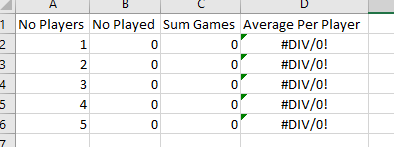 A B C D
1 No Players No Played Sum Games Average Per Player
2 1 0 0 #DIV/0!
3 2 0 0 #DIV/0!
4 3 0 0 #DIV/0!
5 4 0 0 #DIV/0!
6 5 0 0 #DIV/0!
7